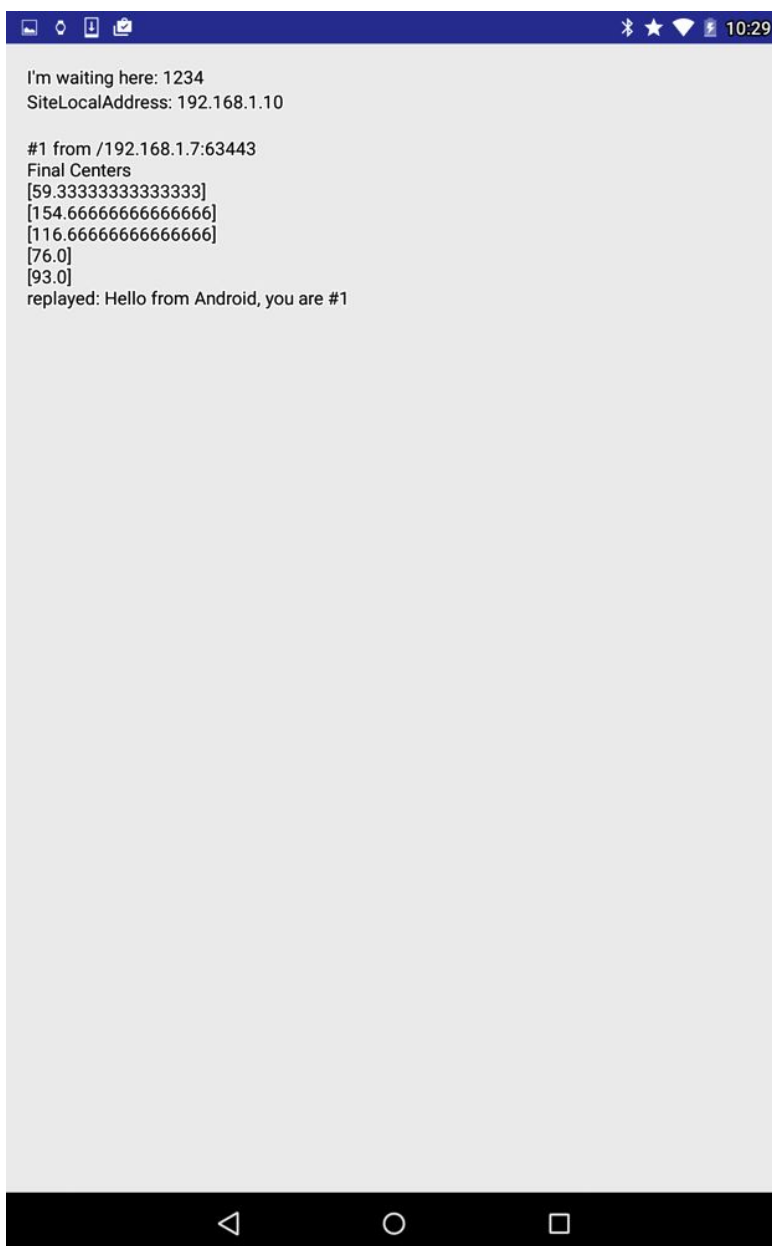 10:29
I'm waiting here: 1234
SiteLocalAddress: 192.168.1.10
#1 from /192.168.1.7:63443
Final Centers
[59.33333333333333]
[154.66666666666666]
[116.66666666666666]
[76.0]
[93.0]
replayed: Hello from Android, you are #1